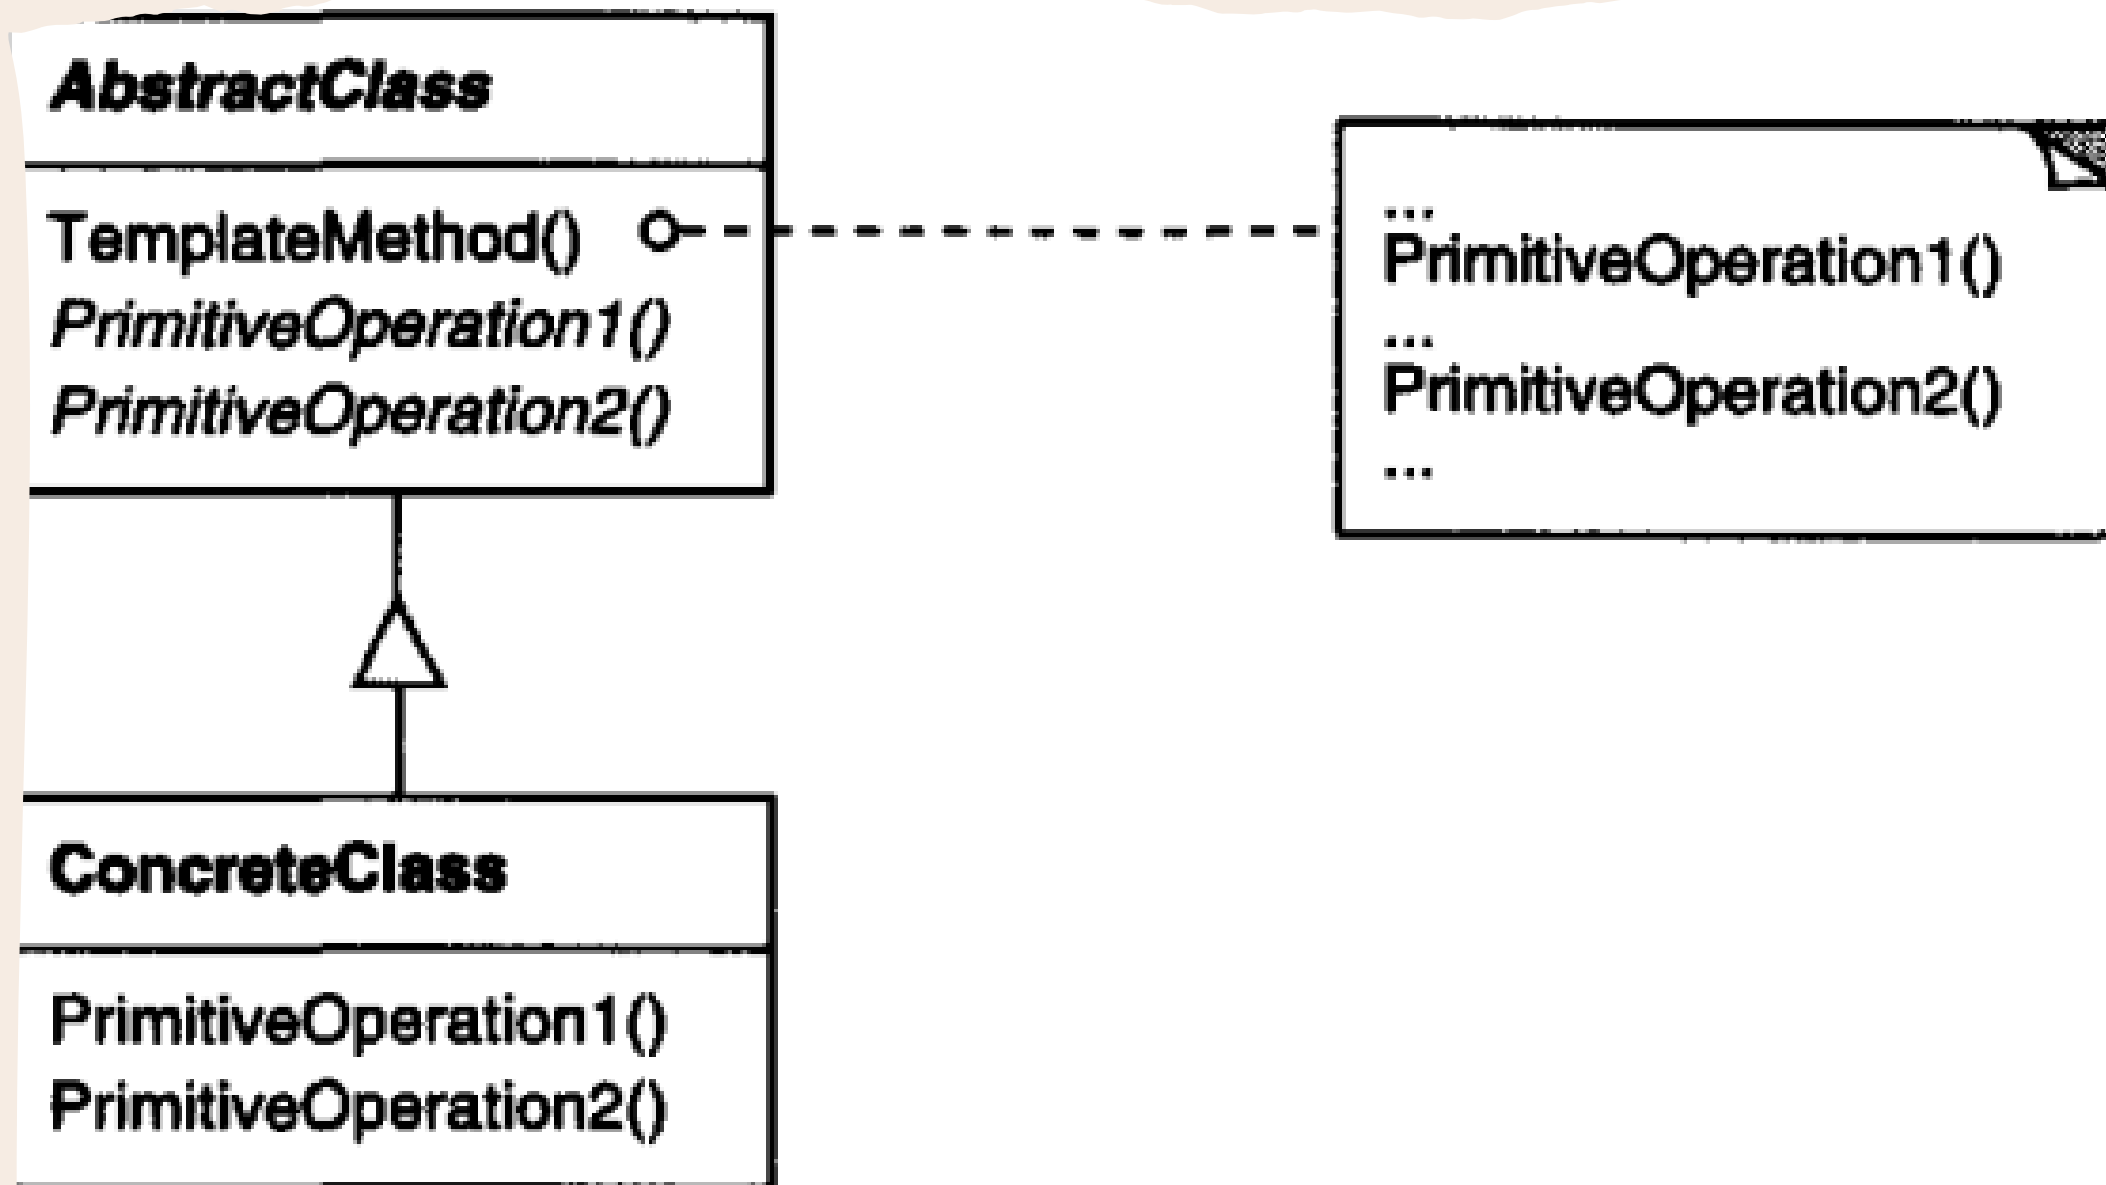 AbstractClass
TemplateMethod()
PrimitiveOperation1()
PrimitiveOperation2()
...
PrimitiveOperation1()
...
PrimitiveOperation2()
...
ConcreteClass
PrimitiveOperation1()
PrimitiveOperation2()